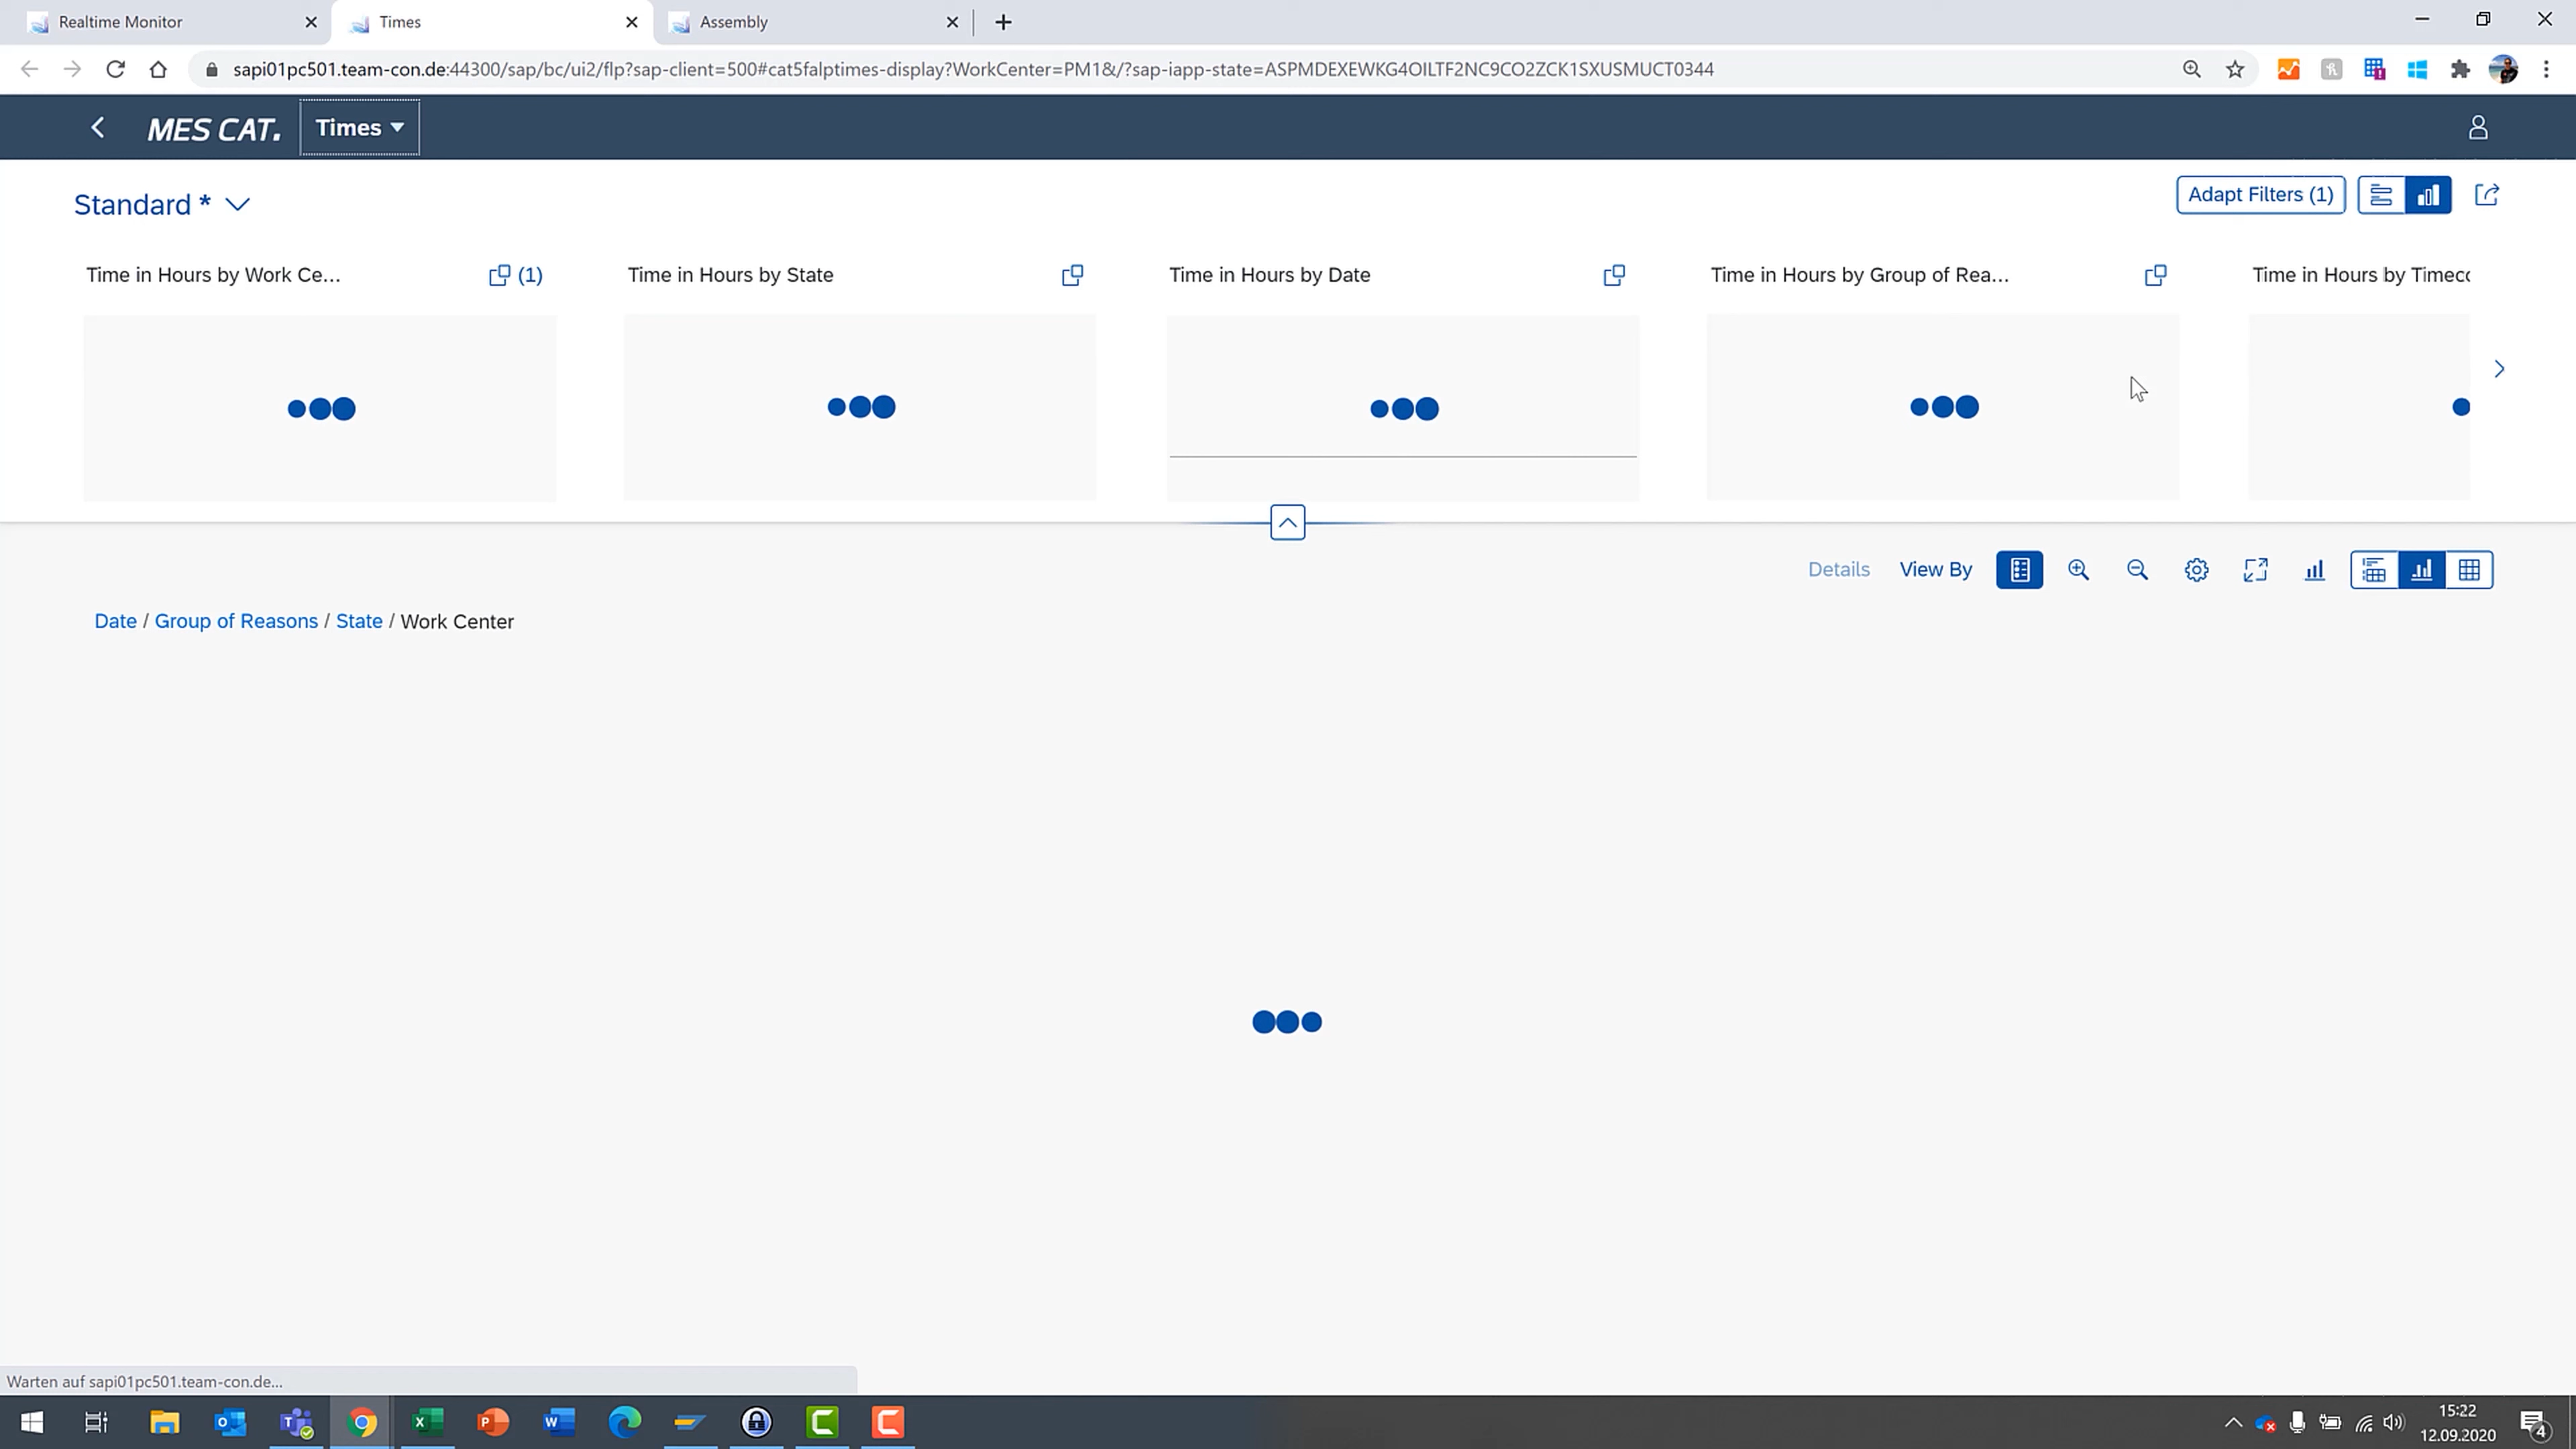 Realtime Monitor
Times
Assembly
sapi01pc501.team-con.de:44300/sap/bc/ui2/flp?sap-client=500#cat5falptimes-display?WorkCenter=PM1&/?sap-iapp-state=ASPMDEXEWKG4OILTF2NC9CO2ZCK1SXUSMUCT0344
MES CAT.
Times
Standard *
Adapt Filters (1)
Time in Hours by Work Ce...
(1)
Time in Hours by State
Time in Hours by Date
Time in Hours by Group of Rea...
Time in Hours by Timeco
Details
View By
Date / Group of Reasons / State / Work Center
Warten auf sapi01pc501.team-con.de...
15:22
12.09.2020
4